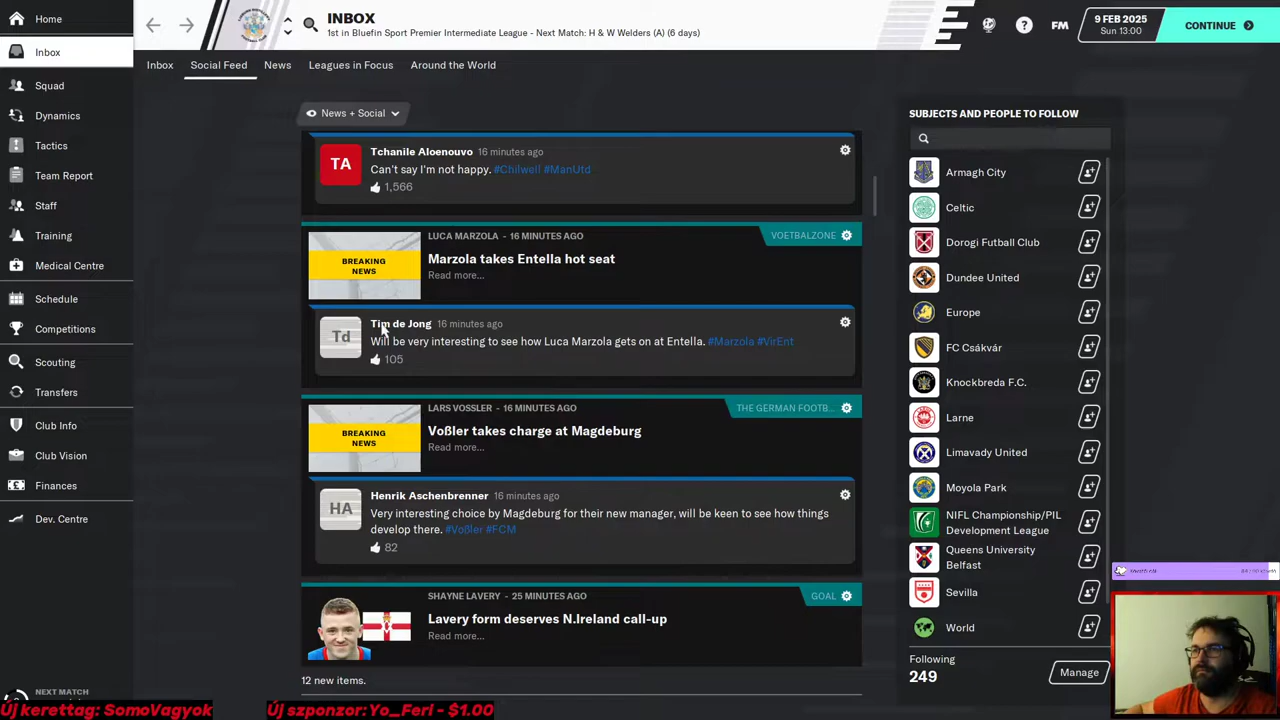 Home
INBOX
1st in Bluefin Sport Premier Intermediate League - Next Match: H & W Welders (A) (6 days)
FM
9 FEB 2025
Sun 13:00
CONTINUE
Inbox
Squad
Dynamics
Tactics
Team Report
Staff
Training
Medical Centre
Schedule
Competitions
Scouting
Transfers
Club Info
Club Vision
Finances
Dev. Centre
NEXT MATCH
Inbox
Social Feed
News
Leagues in Focus
Around the World
News + Social
TA
Tchanile Aloenouvo 16 minutes ago
Can't say I'm not happy. #Chilwell #ManUtd
1,566
LUCA MARZOLA - 16 MINUTES AGO
VOETBALZONE
BREAKING
NEWS
Marzola takes Entella hot seat
Read more...
Td
Tim de Jong 16 minutes ago
Will be very interesting to see how Luca Marzola gets on at Entella. #Marzola #VirEnt
105
LARS VOSSLER - 16 MINUTES AGO
THE GERMAN FOOTB...
BREAKING
NEWS
Voßler takes charge at Magdeburg
Read more...
HA
Henrik Aschenbrenner 16 minutes ago
Very interesting choice by Magdeburg for their new manager, will be keen to see how things
develop there. #Voßler #FCM
82
SHAYNE LAVERY - 25 MINUTES AGO
GOAL
Lavery form deserves N.Ireland call-up
Read more...
12 new items.
SUBJECTS AND PEOPLE TO FOLLOW
Armagh City
Celtic
Dorogi Futball Club
Dundee United
Europe
FC Csákvár
Knockbreda F.C.
Larne
Limavady United
Moyola Park
NIFL Championship/PIL
Development League
Queens University
Belfast
Sevilla
World
Following
249
Manage
Új kerettag: SomoVagyok
Új szponzor: Yo_Feri - $1.00